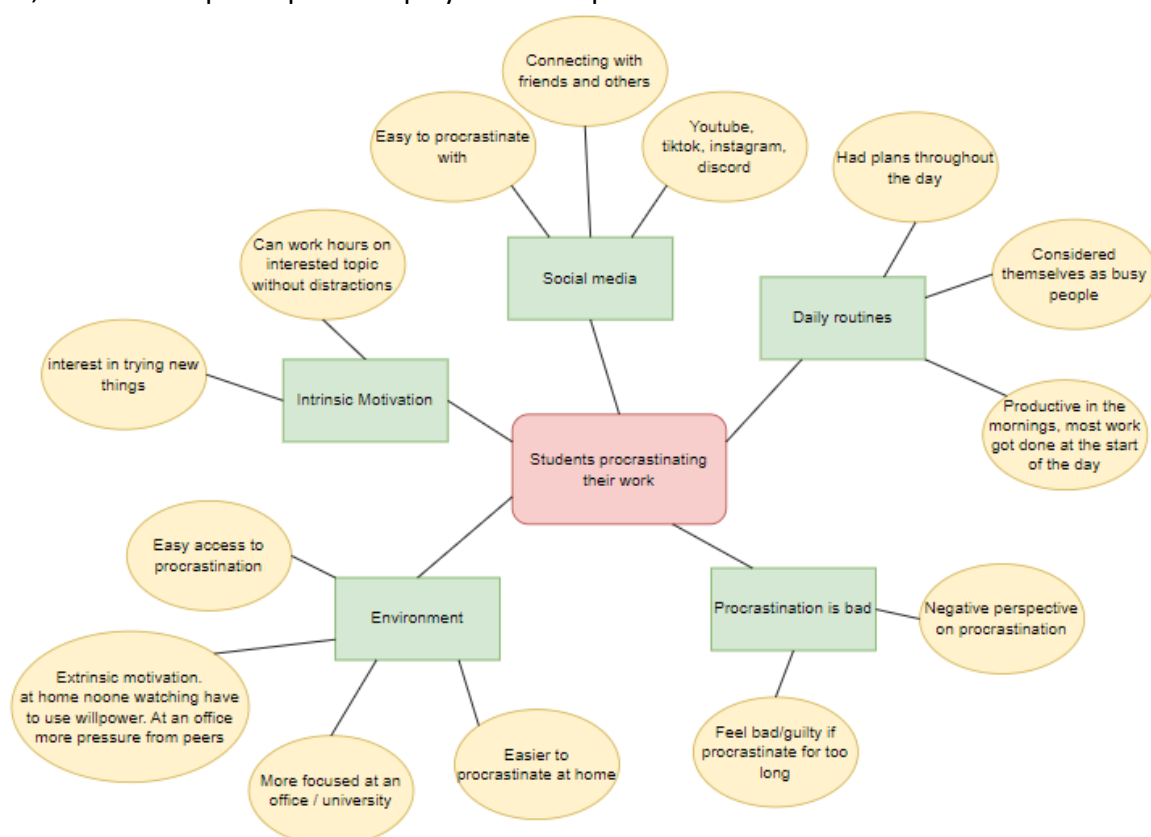 Connecting with
friends and others
Easy to procrastinate
with
Youtube,
tiktok, instagram,
discord
Had plans throughout
the day
Can work hours on
interested topic
without distractions
Social media
Considered
themselves as busy
people
Daily routines
interest in trying new
things
Intrinsic Motivation
Productive in the
mornings, most work
got done at the start
of the day
Students procrastinating
their work
Easy access to
procrastination
Environment
Procrastination is bad
Negative perspective
on procrastination
Extrinsic motivation.
at home noone watching have
to use willpower. At an office
more pressure from peers
More focused at an
office / university
Easier to
procrastinate at home
Feel bad/guilty if
procrastinate for too
long